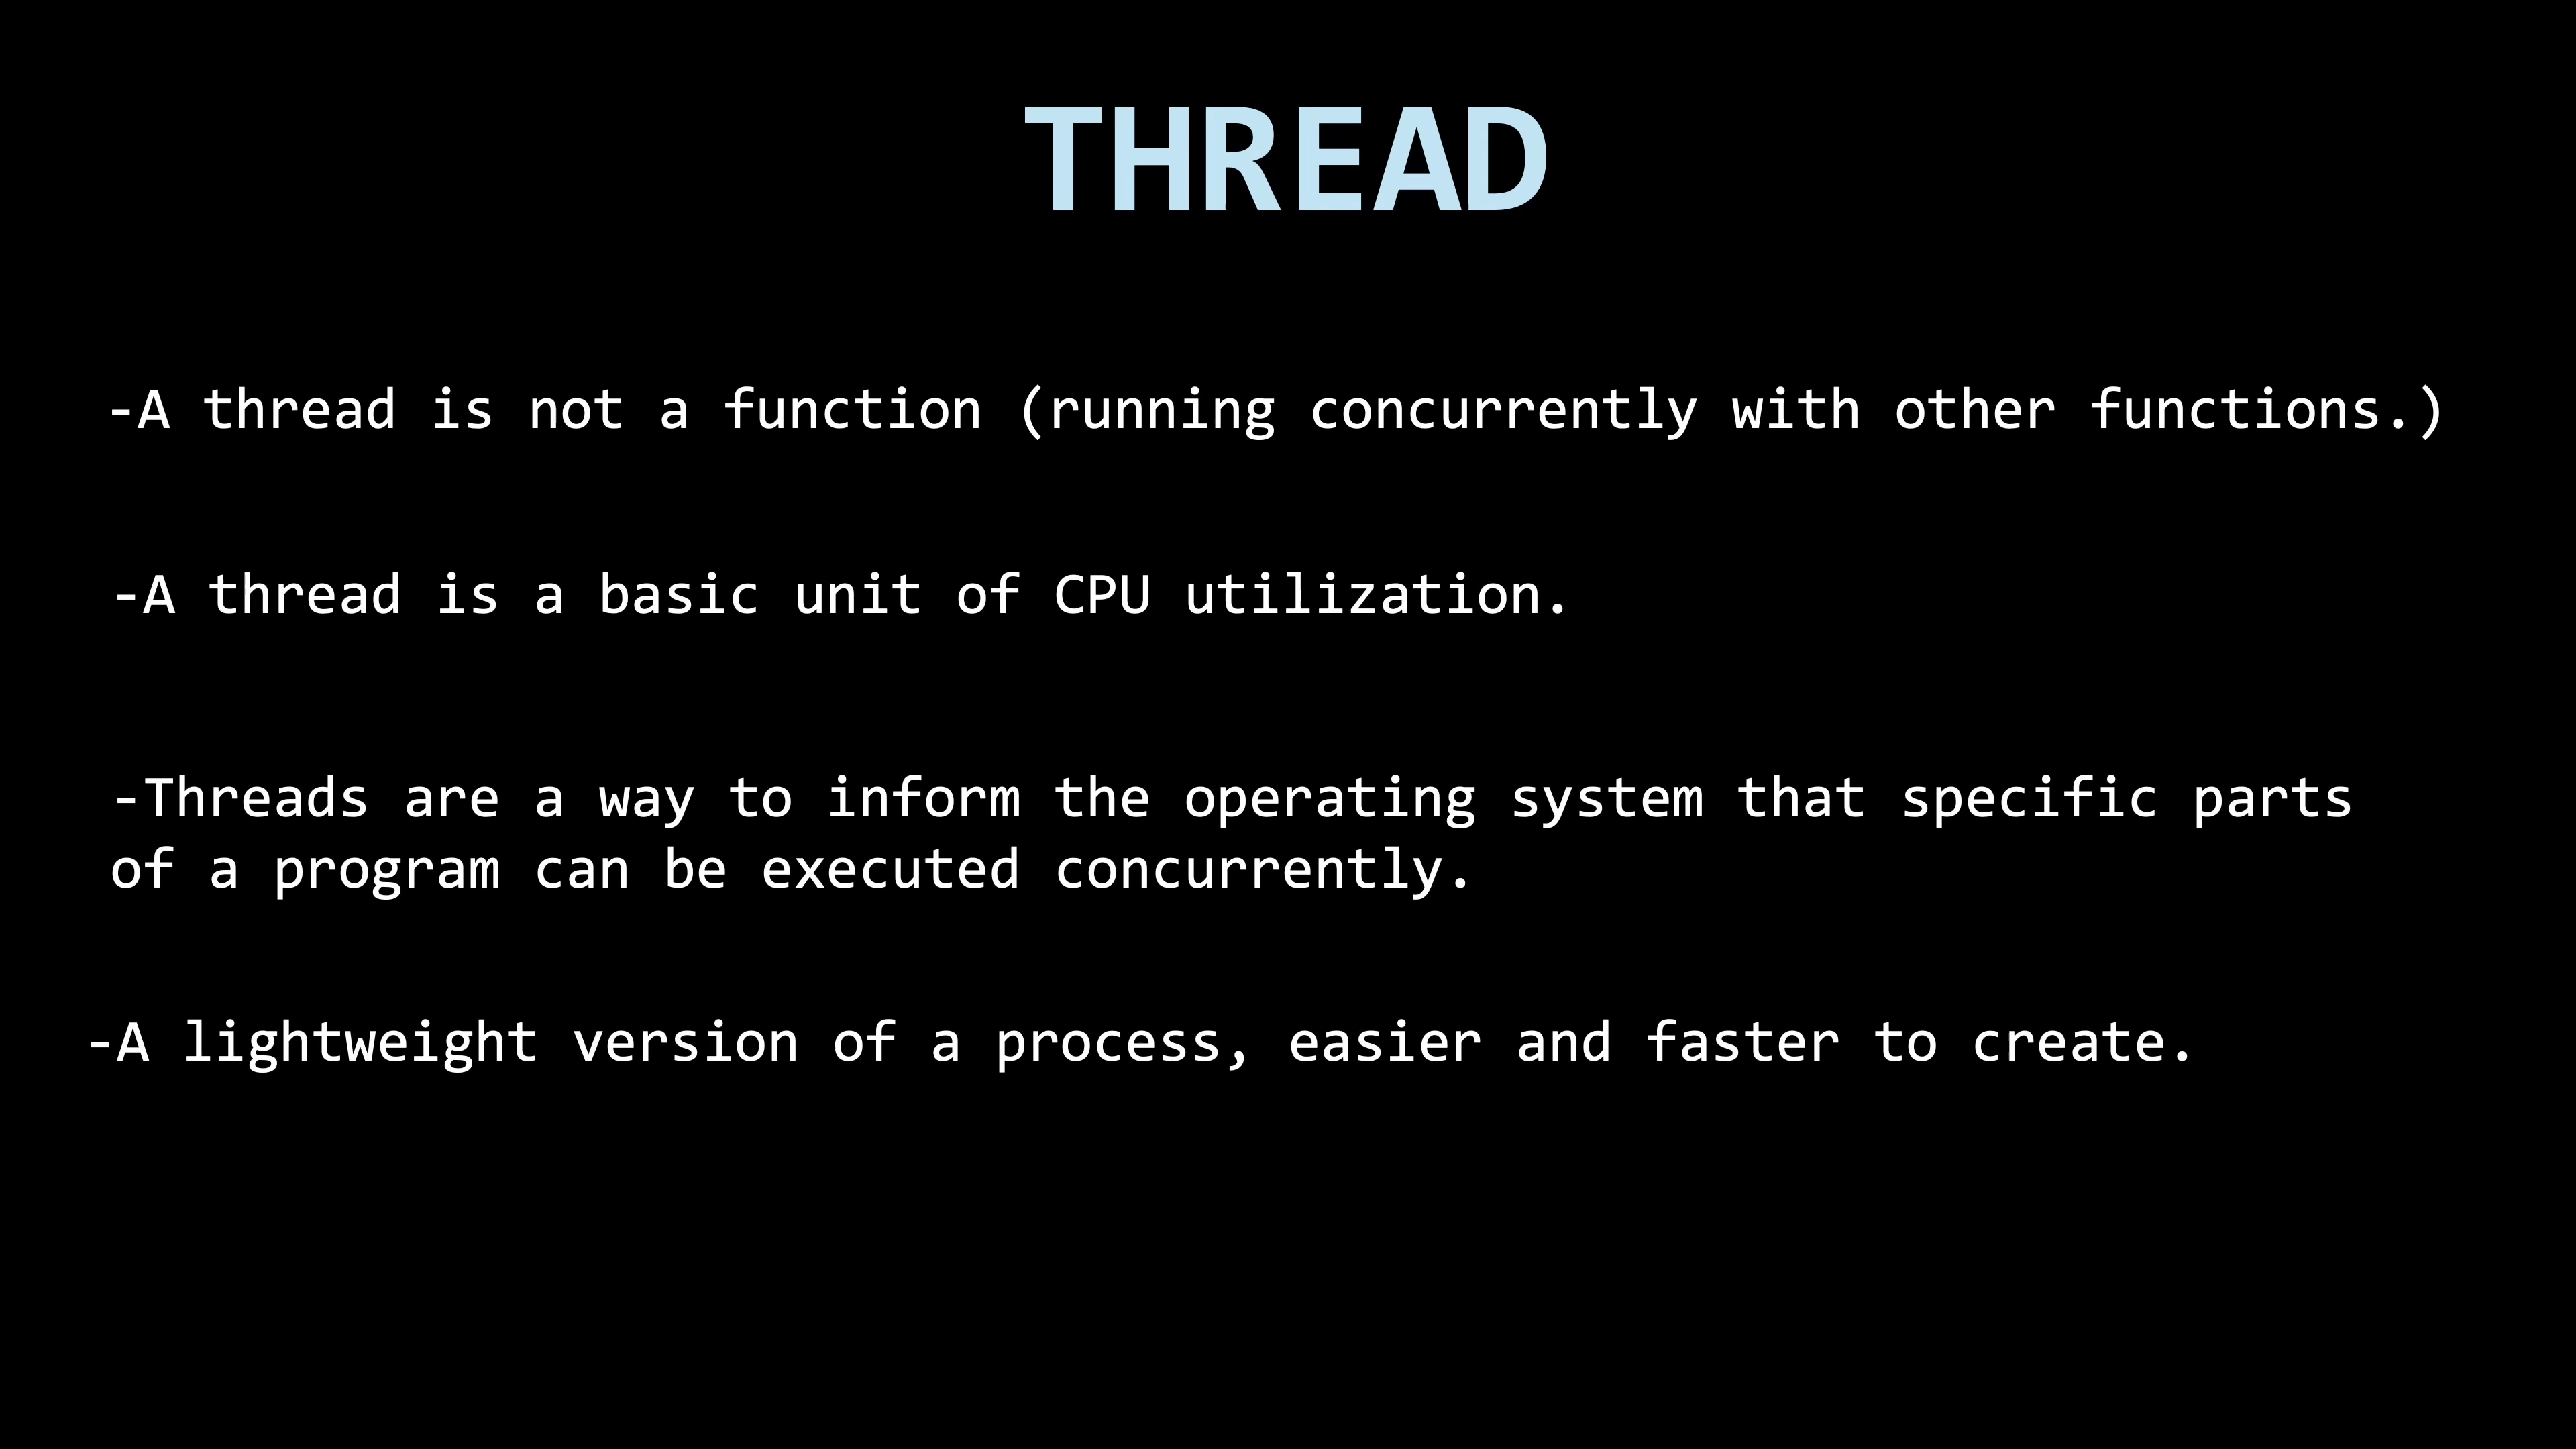 THREAD
-A thread is not a function (running concurrently with other functions.)
-A thread is a basic unit of CPU utilization.
-Threads are a way to inform the operating system that specific parts
of a program can be executed concurrently.
-A lightweight version of a process, easier and faster to create.